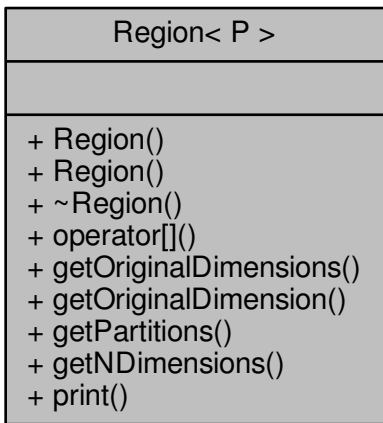 Region< P >
+ Region()
+ Region()
+ ~Region()
+ operator[]()
+ getOriginalDimensions()
+ getOriginalDimension()
+ getPartitions()
+ getNDimensions()
+ print()